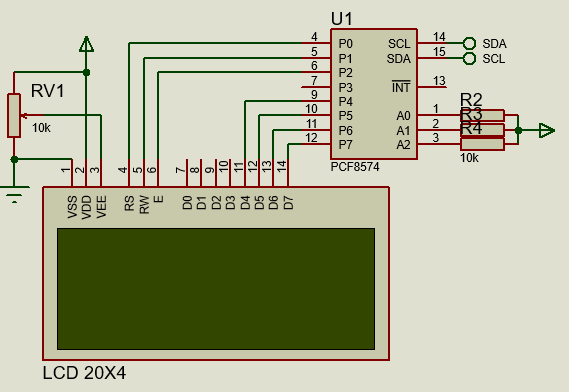 U1
4 P0 SCL 14 SDA
5 P1 SDA 15 SCL
6 P2
7 P3 INT 13
9 P4
10 P5 A0 1 R2
11 P6 A1 2 R3
12 P7 A2 3 R4
PCF8574 10k
RV1
10k
1 2 3 4 5 6 7 8 9 10 11 12 13 14
VSS VDD VEE RS RW E D0 D1 D2 D3 D4 D5 D6 D7
LCD 20X4